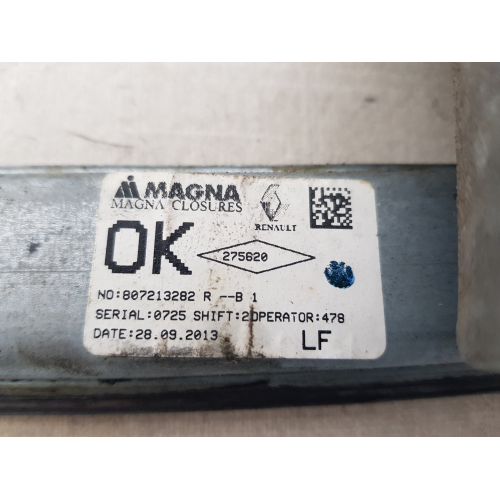 MAGNA
MAGNA CLOSURES
RENAULT
OK
275620
NO:807213282 R --B 1
SERIAL:0725 SHIFT:2OPERATOR:478
DATE:28.09.2013
LF